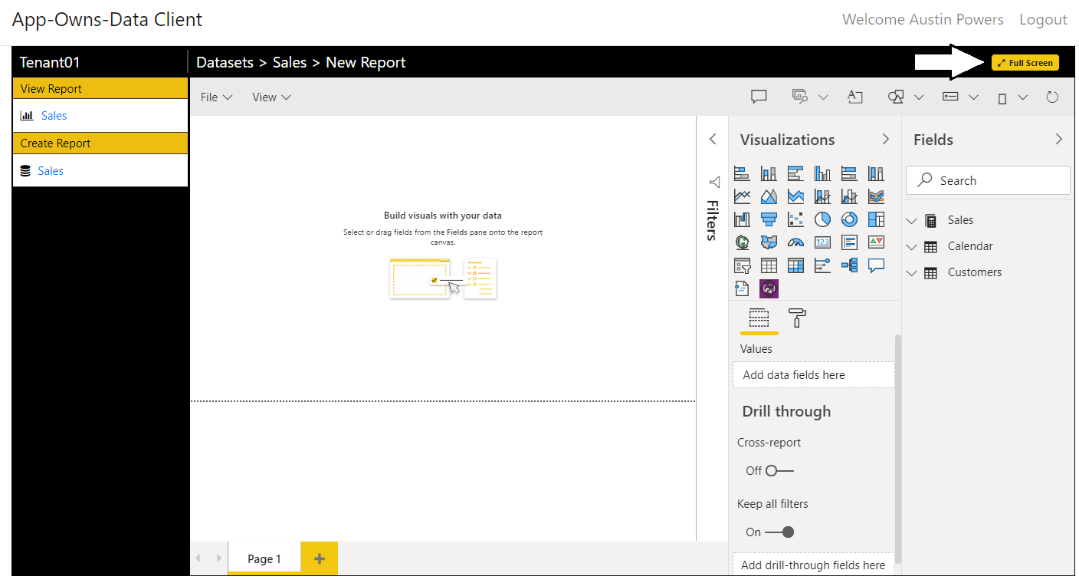 App-Owns-Data Client
Welcome Austin Powers Logout
Tenant01
Datasets > Sales > New Report
Full Screen
View Report
Sales
Create Report
Sales
File View
Build visuals with your data
Select or drag fields from the Fields pane onto the report
canvas.
Filters
Visualizations
123
Values
Add data fields here
Drill through
Cross-report
Off
Keep all filters
On
Add drill-through fields here
Fields
Search
Sales
Calendar
Customers
Page 1